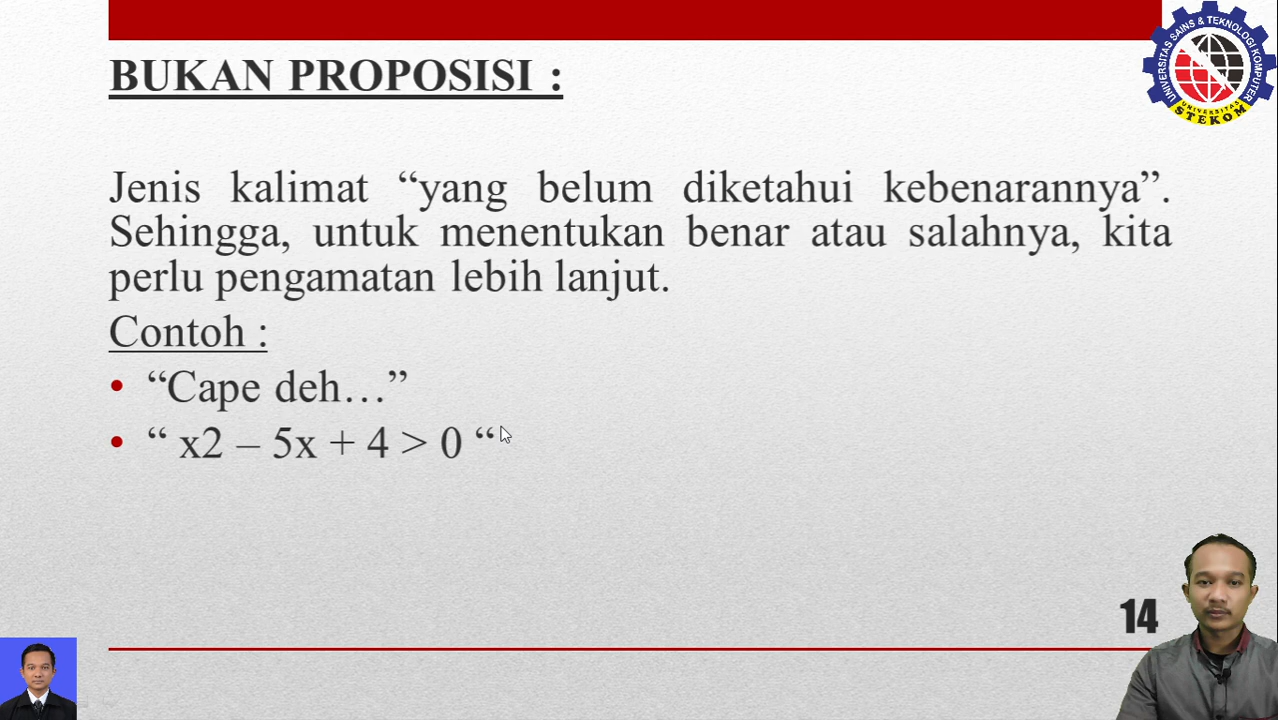 BUKAN PROPOSISI :
UNIVERSITAS SAINS & TEKNOLOGI KOMPUTER
UNIVERSITAS
STEKOM
Jenis kalimat “yang belum diketahui kebenarannya”.
Sehingga, untuk menentukan benar atau salahnya, kita
perlu pengamatan lebih lanjut.
Contoh :
• “Cape deh…”
• “ x2 – 5x + 4 > 0 “
14